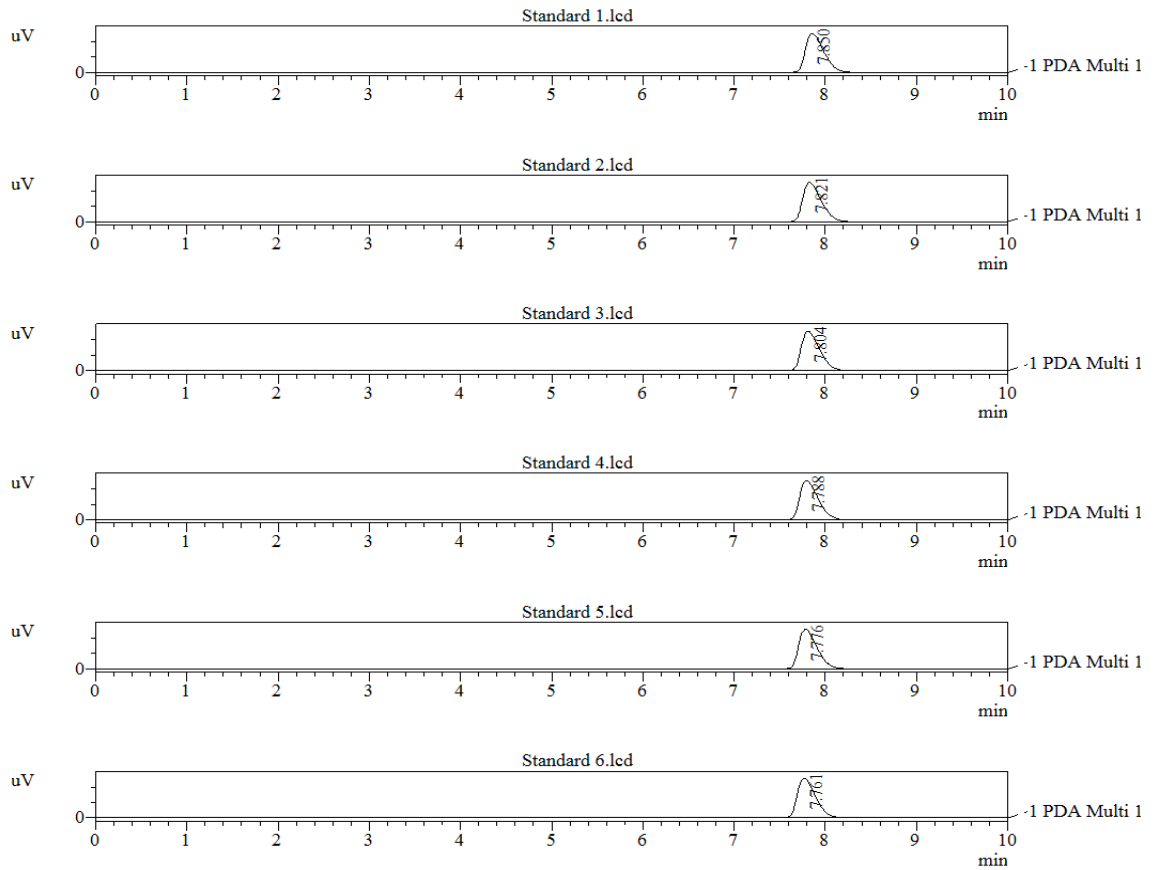 Standard 1.lcd
uV
7.850
0
-1 PDA Multi 1
0 1 2 3 4 5 6 7 8 9 10
min
Standard 2.lcd
uV
7.821
0
-1 PDA Multi 1
0 1 2 3 4 5 6 7 8 9 10
min
Standard 3.lcd
uV
7.804
0
-1 PDA Multi 1
0 1 2 3 4 5 6 7 8 9 10
min
Standard 4.lcd
uV
7.788
0
-1 PDA Multi 1
0 1 2 3 4 5 6 7 8 9 10
min
Standard 5.lcd
uV
7.776
0
-1 PDA Multi 1
0 1 2 3 4 5 6 7 8 9 10
min
Standard 6.lcd
uV
7.761
0
-1 PDA Multi 1
0 1 2 3 4 5 6 7 8 9 10
min